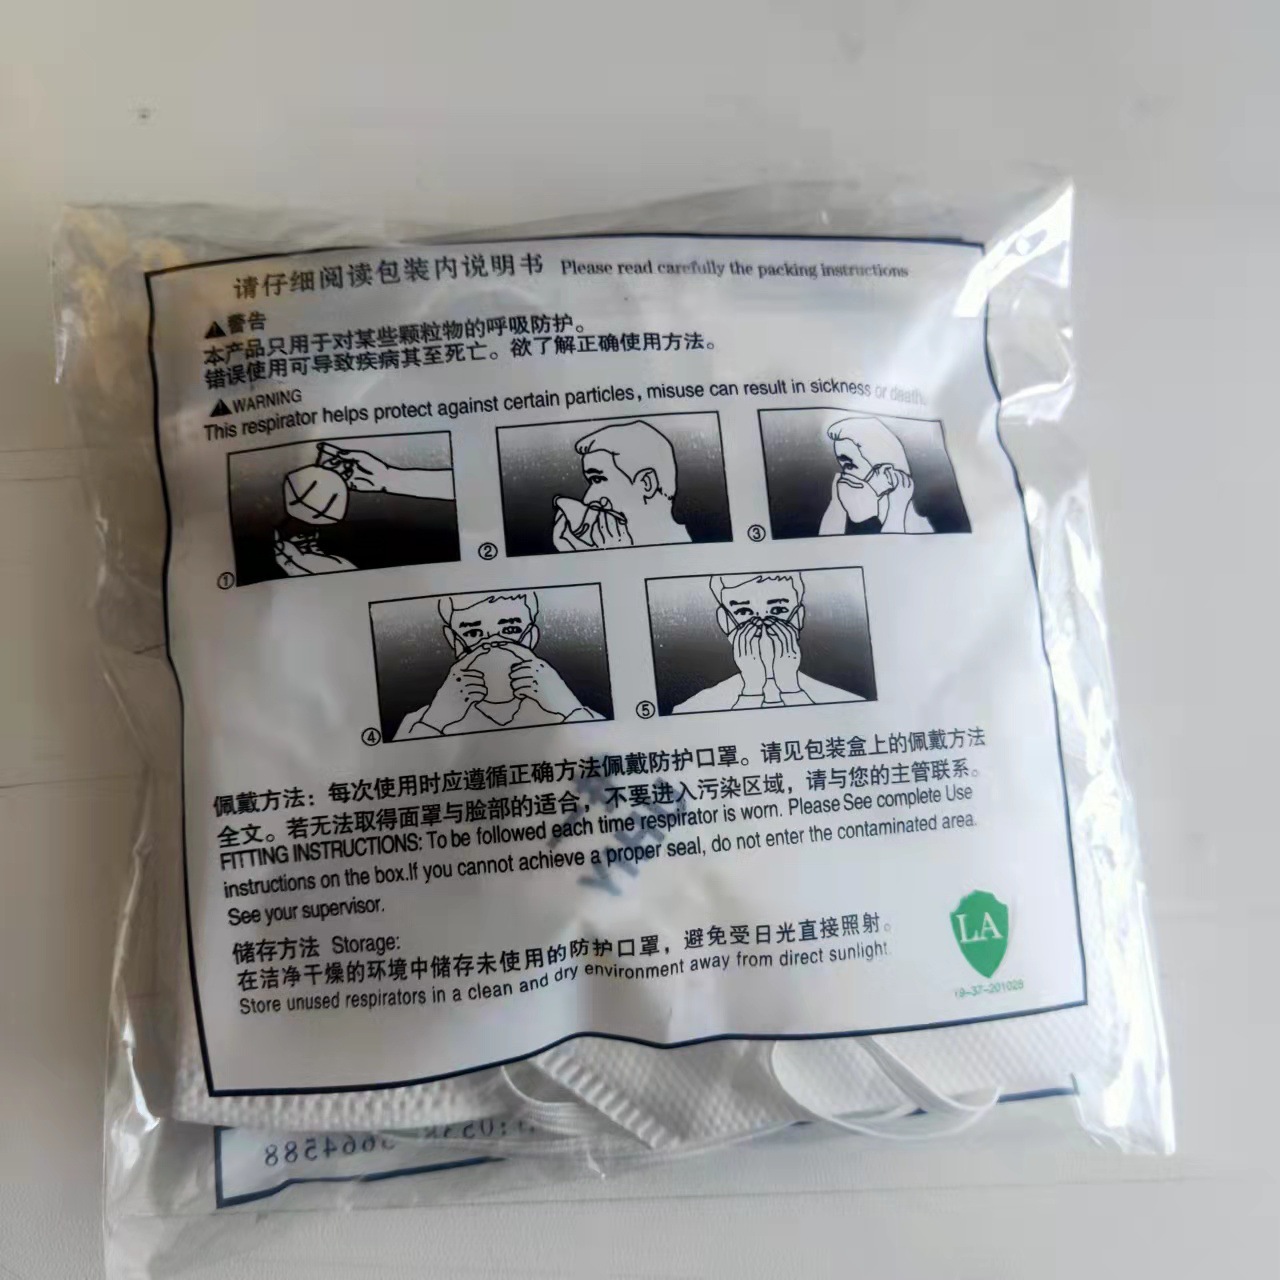 请仔细阅读包装内说明书 Please read carefully the packing instructions
警告
本产品只用于对某些颗粒物的呼吸防护。
错误使用可导致疾病其至死亡。欲了解正确使用方法。
WARNING
This respirator helps protect against certain particles, misuse can result in sickness or death.
①
②
③
④
⑤
佩戴方法：每次使用时应遵循正确方法佩戴防护口罩。请见包装盒上的佩戴方法
全文。若无法取得面罩与脸部的适合，不要进入污染区域，请与您的主管联系。
FITTING INSTRUCTIONS: To be followed each time respirator is worn. Please See complete Use
instructions on the box.If you cannot achieve a proper seal, do not enter the contaminated area.
See your supervisor.
储存方法 Storage:
在洁净干燥的环境中储存未使用的防护口罩，避免受日光直接照射。
Store unused respirators in a clean and dry environment away from direct sunlight
LA
19-37-201028